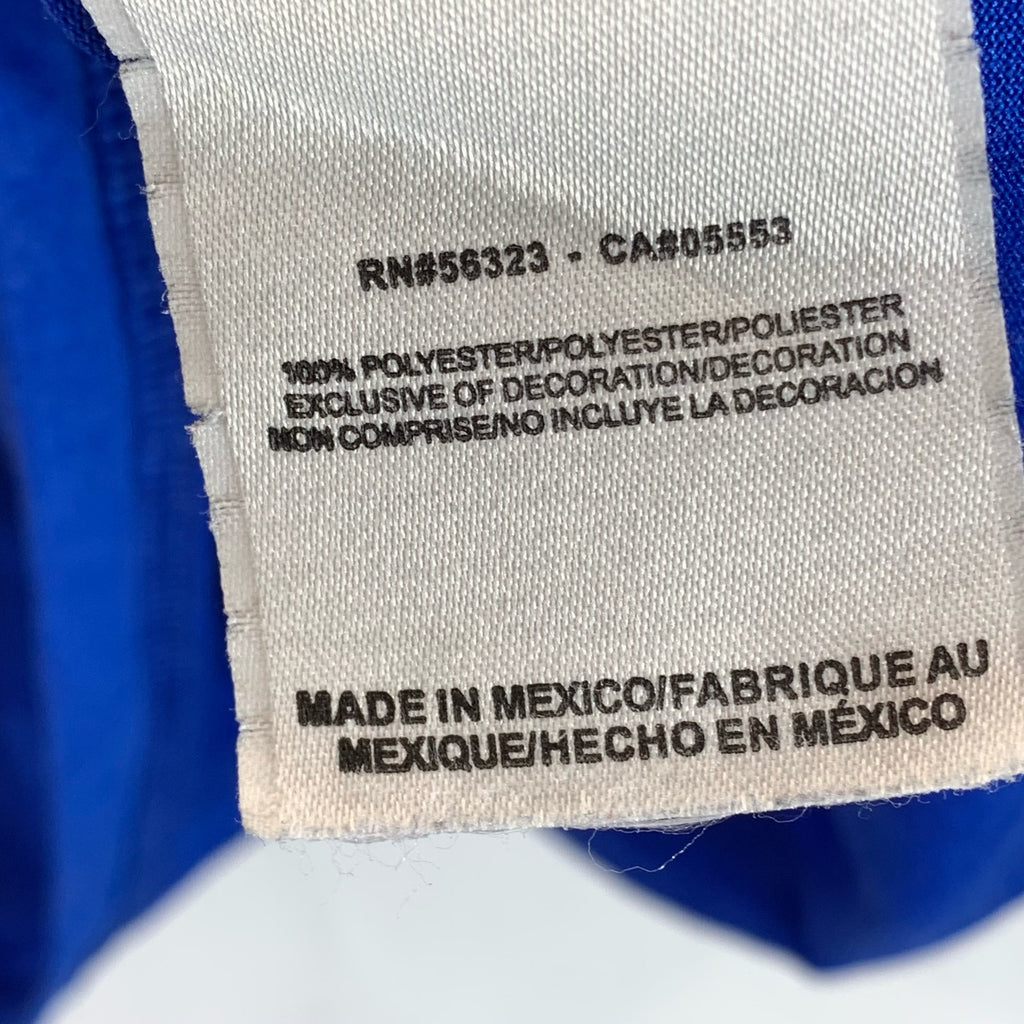 RN#56323 - CA#05553
100% POLYESTER/POLYESTER/POLIESTER
EXCLUSIVE OF DECORATION/DECORATION
NON COMPRISE/NO INCLUYE LA DECORACION
MADE IN MEXICO/FABRIQUE AU
MEXIQUE/HECHO EN MÉXICO